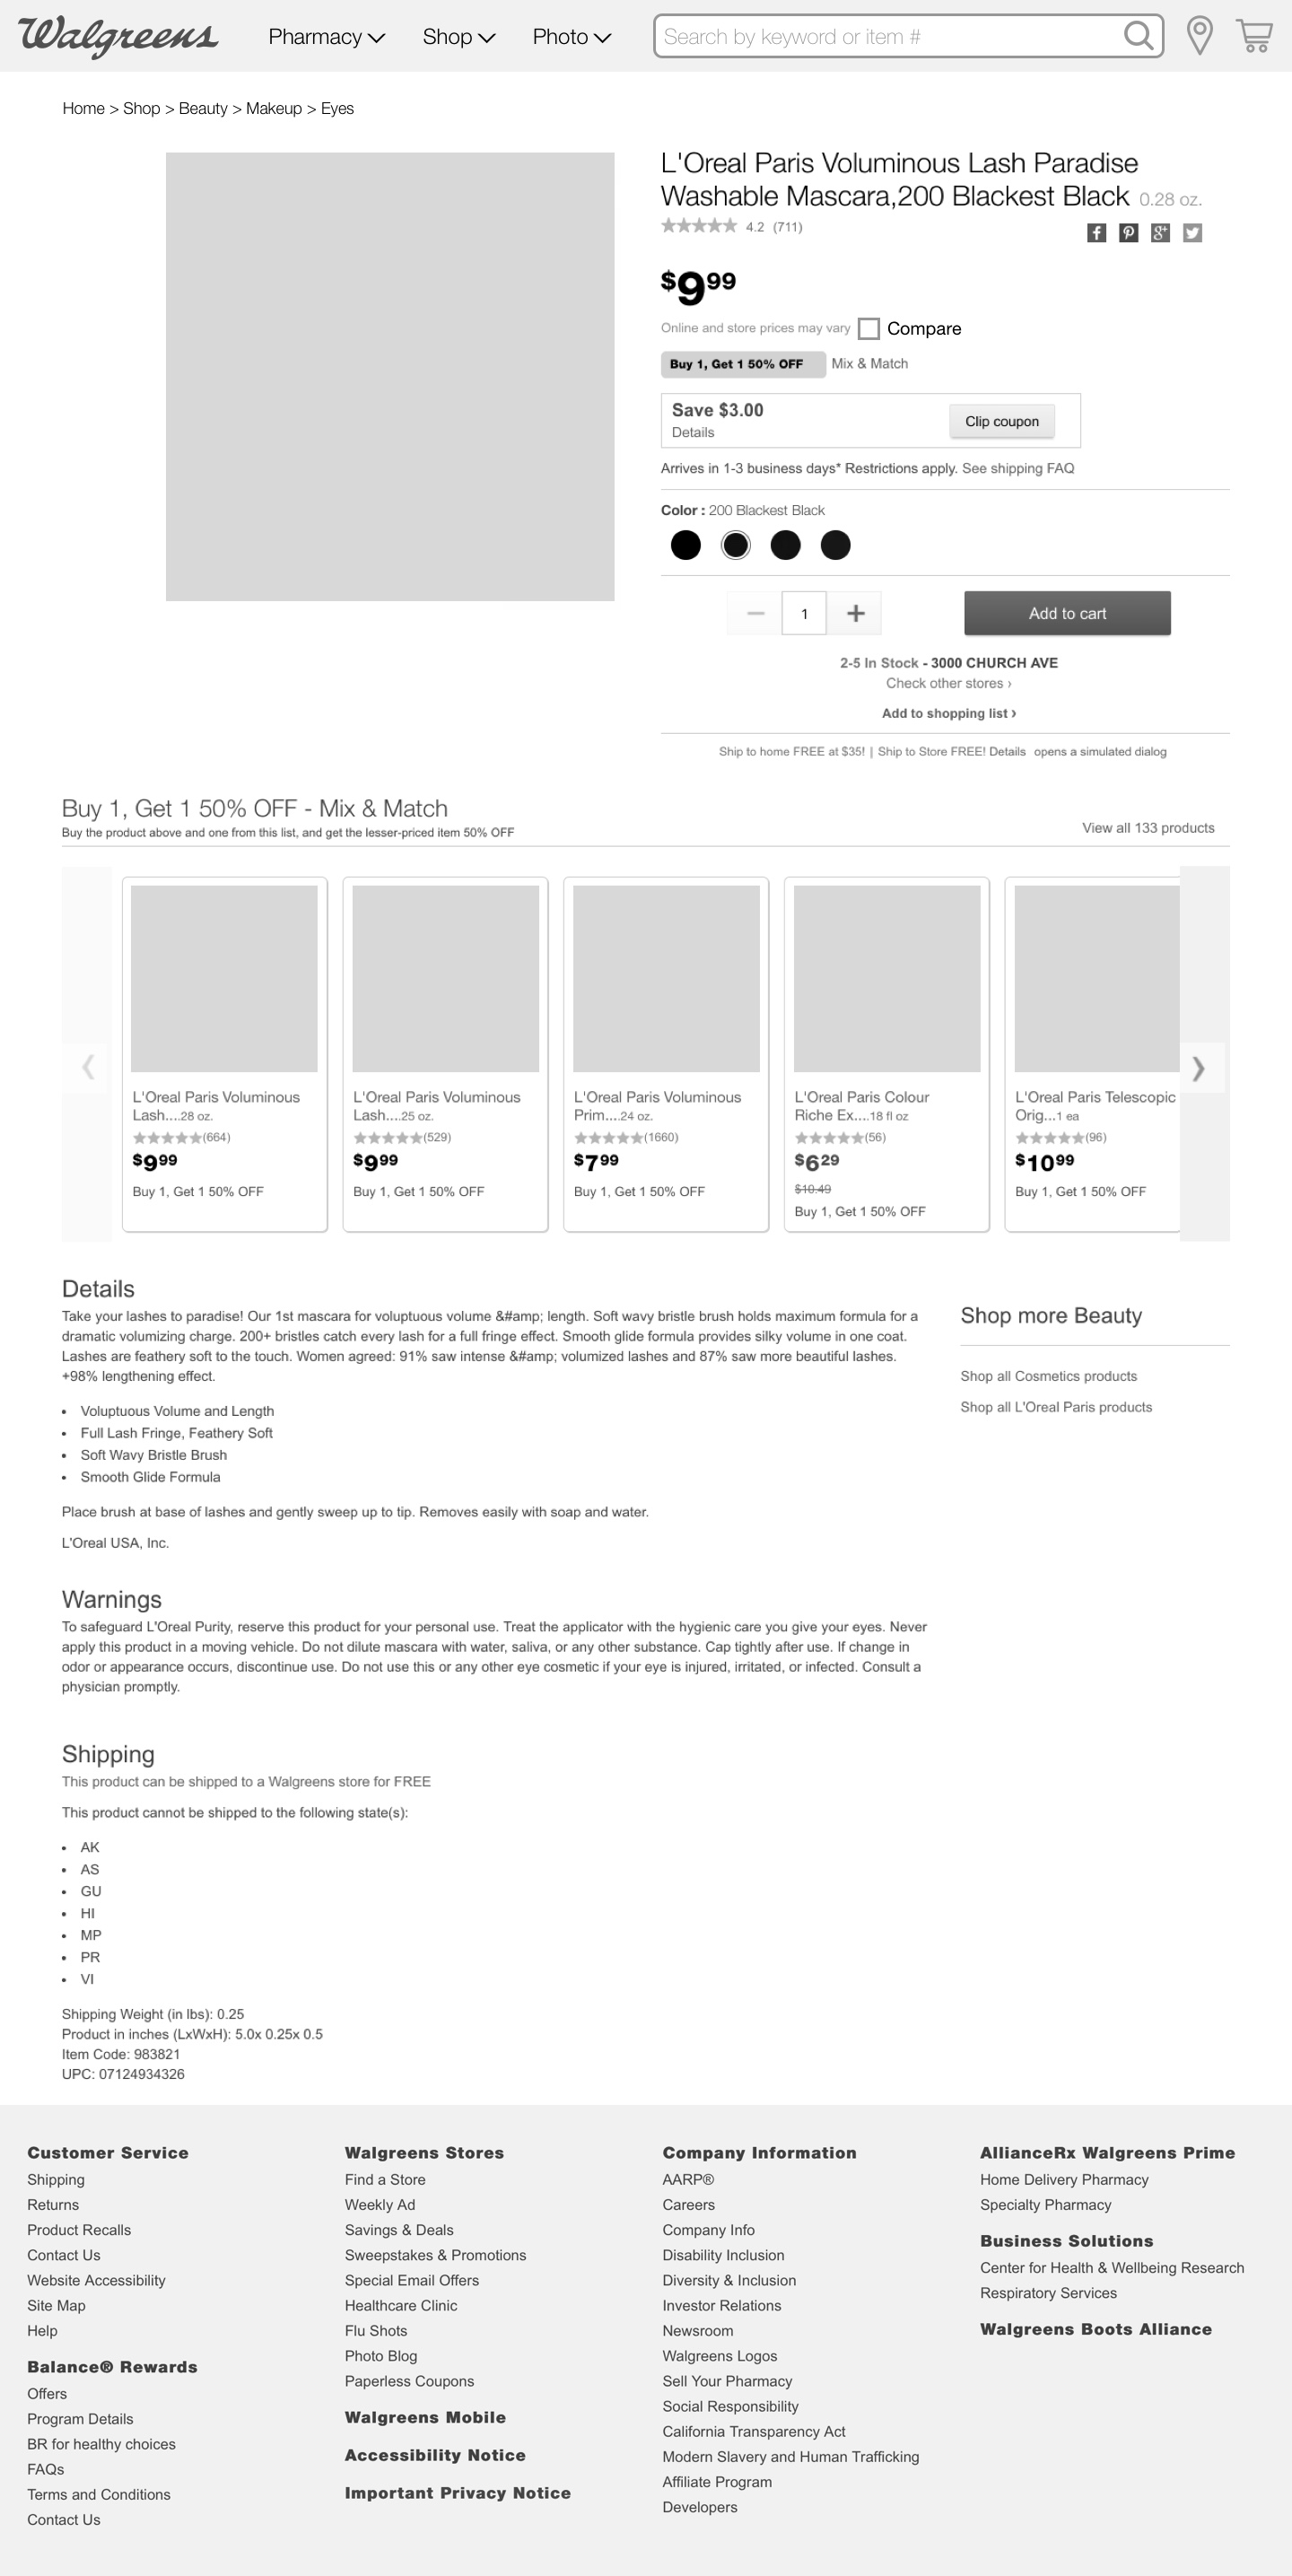 Walgreens
Pharmacy
Shop
Photo
Search by keyword or item #
Home > Shop > Beauty > Makeup > Eyes
L'Oreal Paris Voluminous Lash Paradise
Washable Mascara,200 Blackest Black 0.28 oz.
4.2 (711)
$9 99
Online and store prices may vary
Compare
Buy 1, Get 1 50% OFF Mix & Match
Save $3.00
Details
Clip coupon
Arrives in 1-3 business days* Restrictions apply. See shipping FAQ
Color : 200 Blackest Black
1
Add to cart
2-5 In Stock - 3000 CHURCH AVE
Check other stores ›
Add to shopping list ›
Ship to home FREE at $35! | Ship to Store FREE! Details opens a simulated dialog
Buy 1, Get 1 50% OFF - Mix & Match
Buy the product above and one from this list, and get the lesser-priced item 50% OFF
View all 133 products
L'Oreal Paris Voluminous
Lash....28 oz.
(664)
$9 99
Buy 1, Get 1 50% OFF
L'Oreal Paris Voluminous
Lash....25 oz.
(529)
$9 99
Buy 1, Get 1 50% OFF
L'Oreal Paris Voluminous
Prim....24 oz.
(1660)
$7 99
Buy 1, Get 1 50% OFF
L'Oreal Paris Colour
Riche Ex....18 fl oz
(56)
$6 29
$10.49
Buy 1, Get 1 50% OFF
L'Oreal Paris Telescopic
Orig...1 ea
(96)
$10 99
Buy 1, Get 1 50% OFF
Details
Take your lashes to paradise! Our 1st mascara for voluptuous volume &#amp; length. Soft wavy bristle brush holds maximum formula for a
dramatic volumizing charge. 200+ bristles catch every lash for a full fringe effect. Smooth glide formula provides silky volume in one coat.
Lashes are feathery soft to the touch. Women agreed: 91% saw intense &#amp; volumized lashes and 87% saw more beautiful lashes.
+98% lengthening effect.
• Voluptuous Volume and Length
• Full Lash Fringe, Feathery Soft
• Soft Wavy Bristle Brush
• Smooth Glide Formula
Place brush at base of lashes and gently sweep up to tip. Removes easily with soap and water.
L'Oreal USA, Inc.
Shop more Beauty
Shop all Cosmetics products
Shop all L'Oreal Paris products
Warnings
To safeguard L'Oreal Purity, reserve this product for your personal use. Treat the applicator with the hygienic care you give your eyes. Never
apply this product in a moving vehicle. Do not dilute mascara with water, saliva, or any other substance. Cap tightly after use. If change in
odor or appearance occurs, discontinue use. Do not use this or any other eye cosmetic if your eye is injured, irritated, or infected. Consult a
physician promptly.
Shipping
This product can be shipped to a Walgreens store for FREE
This product cannot be shipped to the following state(s):
• AK
• AS
• GU
• HI
• MP
• PR
• VI
Shipping Weight (in lbs): 0.25
Product in inches (LxWxH): 5.0x 0.25x 0.5
Item Code: 983821
UPC: 07124934326
Customer Service
Shipping
Returns
Product Recalls
Contact Us
Website Accessibility
Site Map
Help
Balance® Rewards
Offers
Program Details
BR for healthy choices
FAQs
Terms and Conditions
Contact Us
Walgreens Stores
Find a Store
Weekly Ad
Savings & Deals
Sweepstakes & Promotions
Special Email Offers
Healthcare Clinic
Flu Shots
Photo Blog
Paperless Coupons
Walgreens Mobile
Accessibility Notice
Important Privacy Notice
Company Information
AARP®
Careers
Company Info
Disability Inclusion
Diversity & Inclusion
Investor Relations
Newsroom
Walgreens Logos
Sell Your Pharmacy
Social Responsibility
California Transparency Act
Modern Slavery and Human Trafficking
Affiliate Program
Developers
AllianceRx Walgreens Prime
Home Delivery Pharmacy
Specialty Pharmacy
Business Solutions
Center for Health & Wellbeing Research
Respiratory Services
Walgreens Boots Alliance